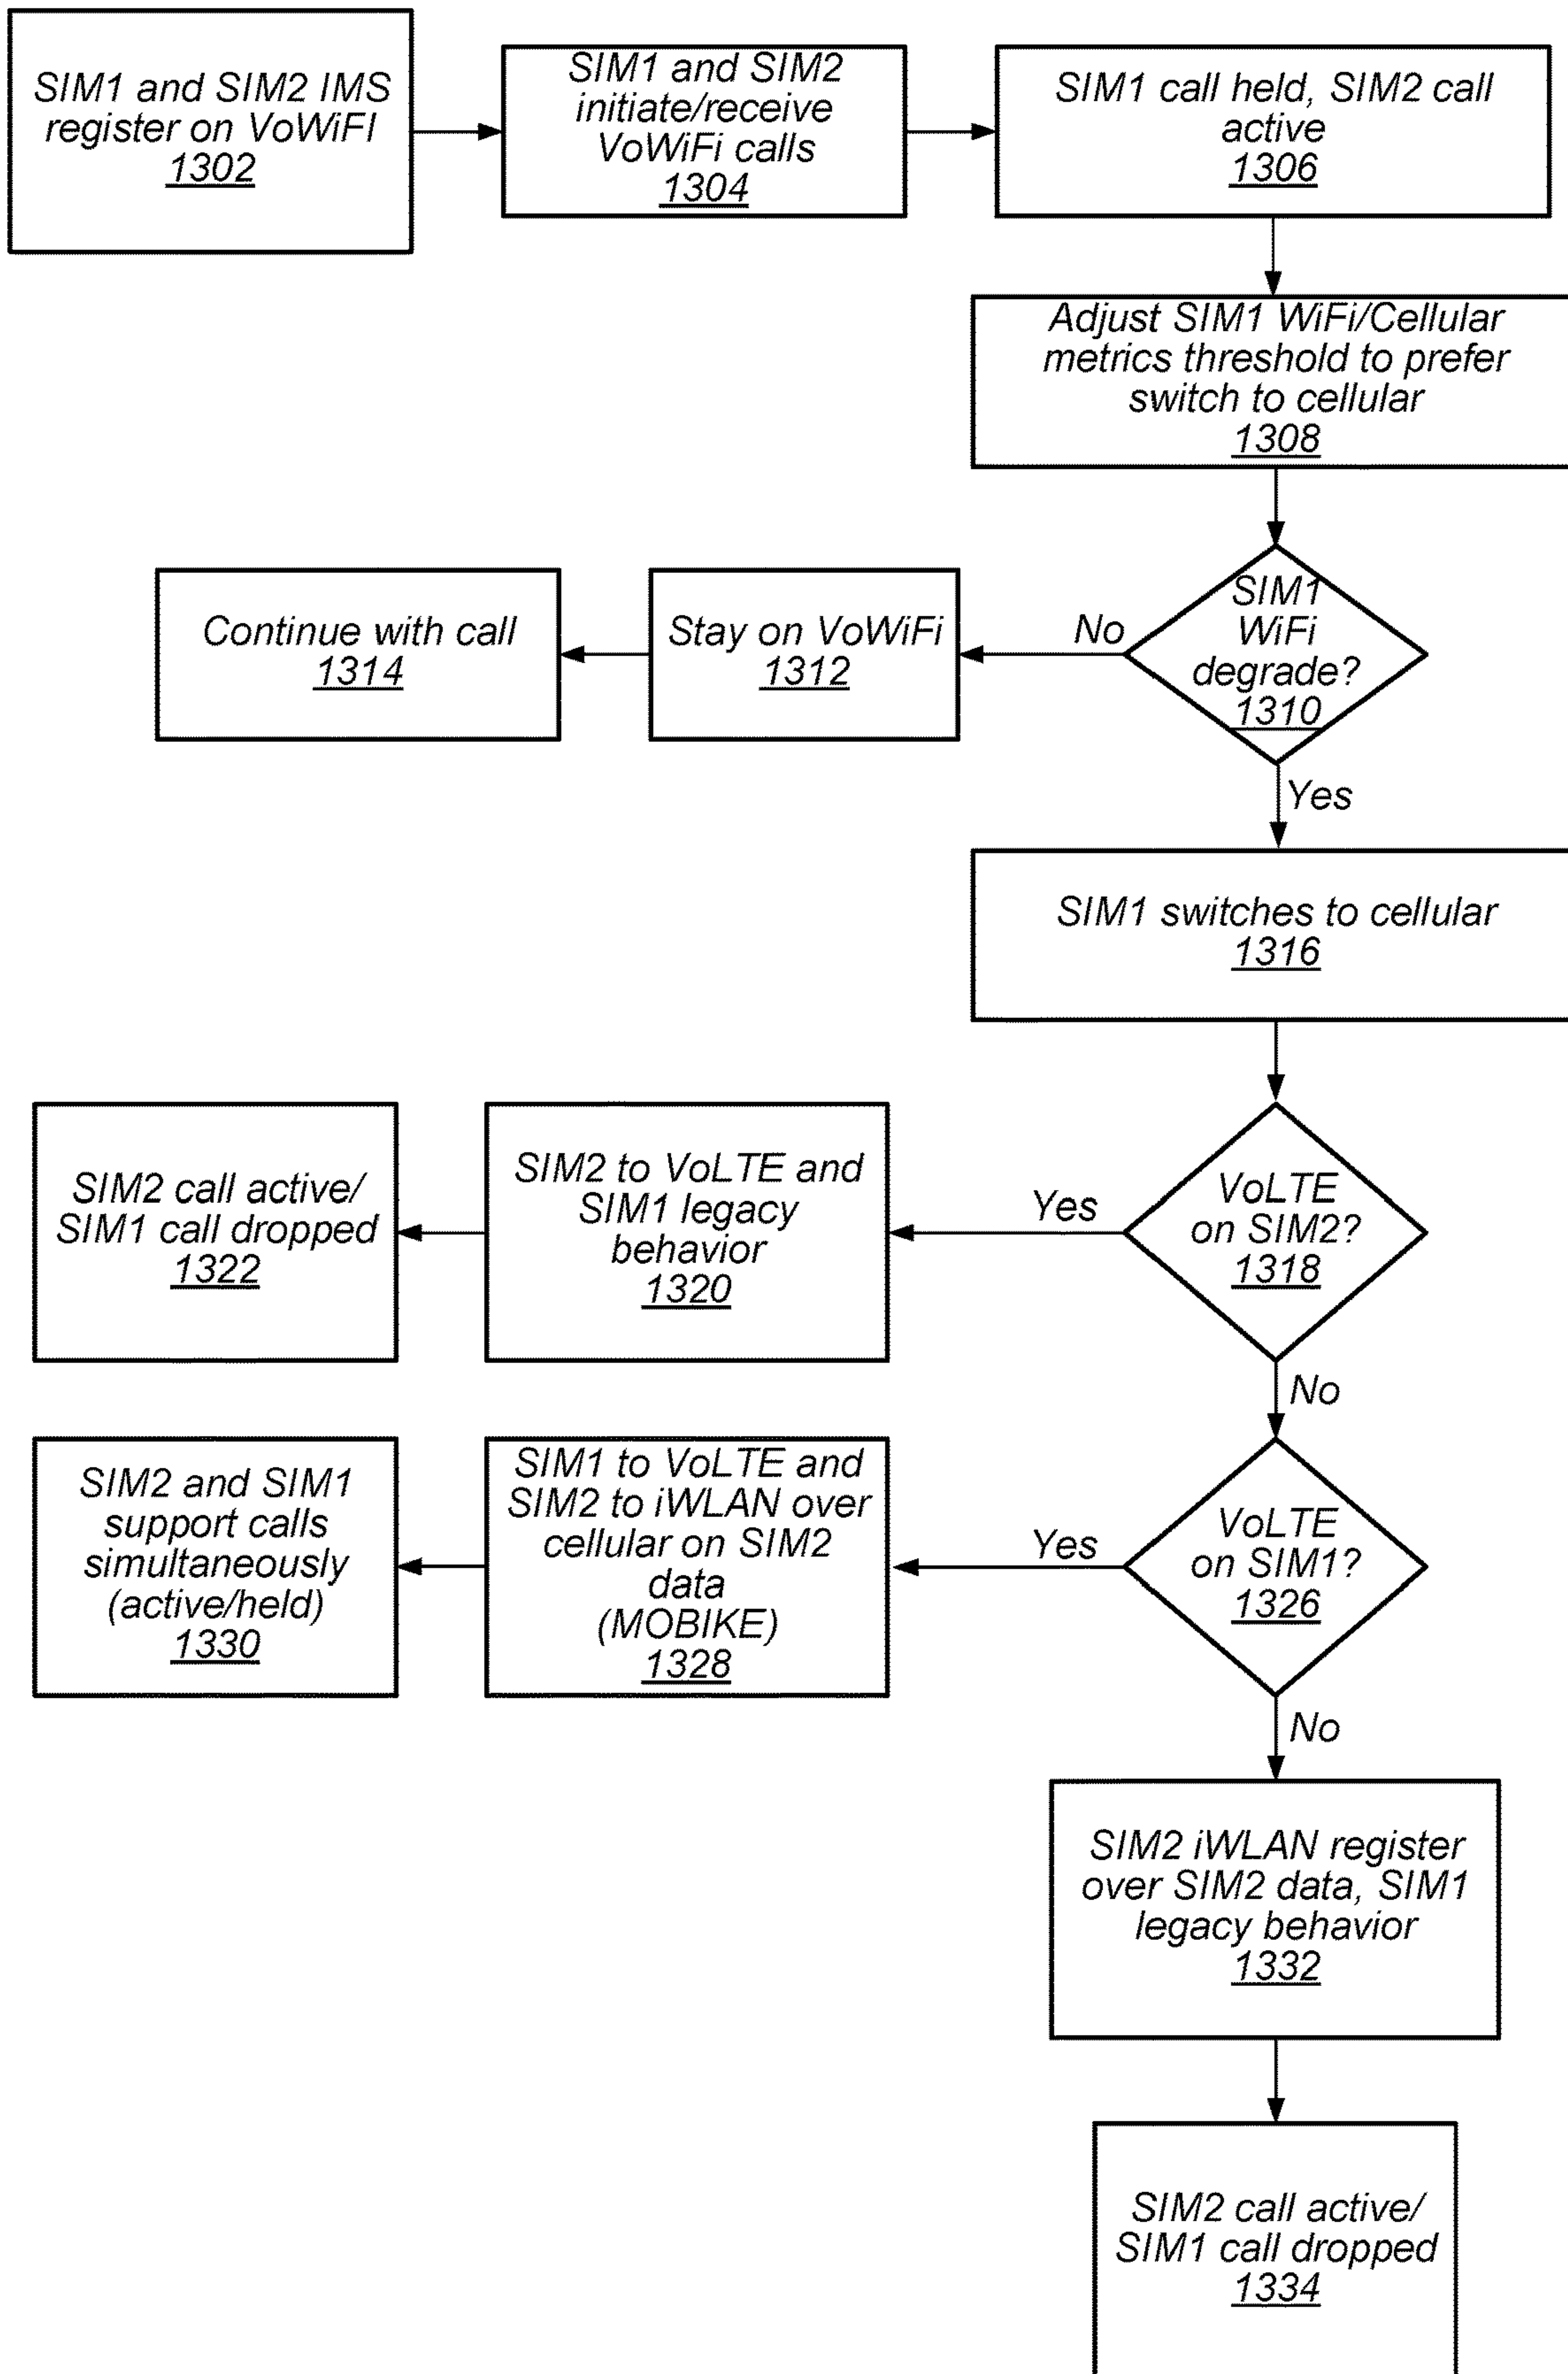 SIM1 and SIM2 IMS
register on VoWiFI
1302
SIM1 and SIM2
initiate/receive
VoWiFi calls
1304
SIM1 call held, SIM2 call
active
1306
Adjust SIM1 WiFi/Cellular
metrics threshold to prefer
switch to cellular
1308
SIM1
WiFi
degrade?
1310
No
Stay on VoWiFi
1312
Continue with call
1314
Yes
SIM1 switches to cellular
1316
VoLTE
on SIM2?
1318
Yes
SIM2 to VoLTE and
SIM1 legacy
behavior
1320
SIM2 call active/
SIM1 call dropped
1322
No
VoLTE
on SIM1?
1326
Yes
SIM1 to VoLTE and
SIM2 to iWLAN over
cellular on SIM2
data
(MOBIKE)
1328
SIM2 and SIM1
support calls
simultaneously
(active/held)
1330
No
SIM2 iWLAN register
over SIM2 data, SIM1
legacy behavior
1332
SIM2 call active/
SIM1 call dropped
1334